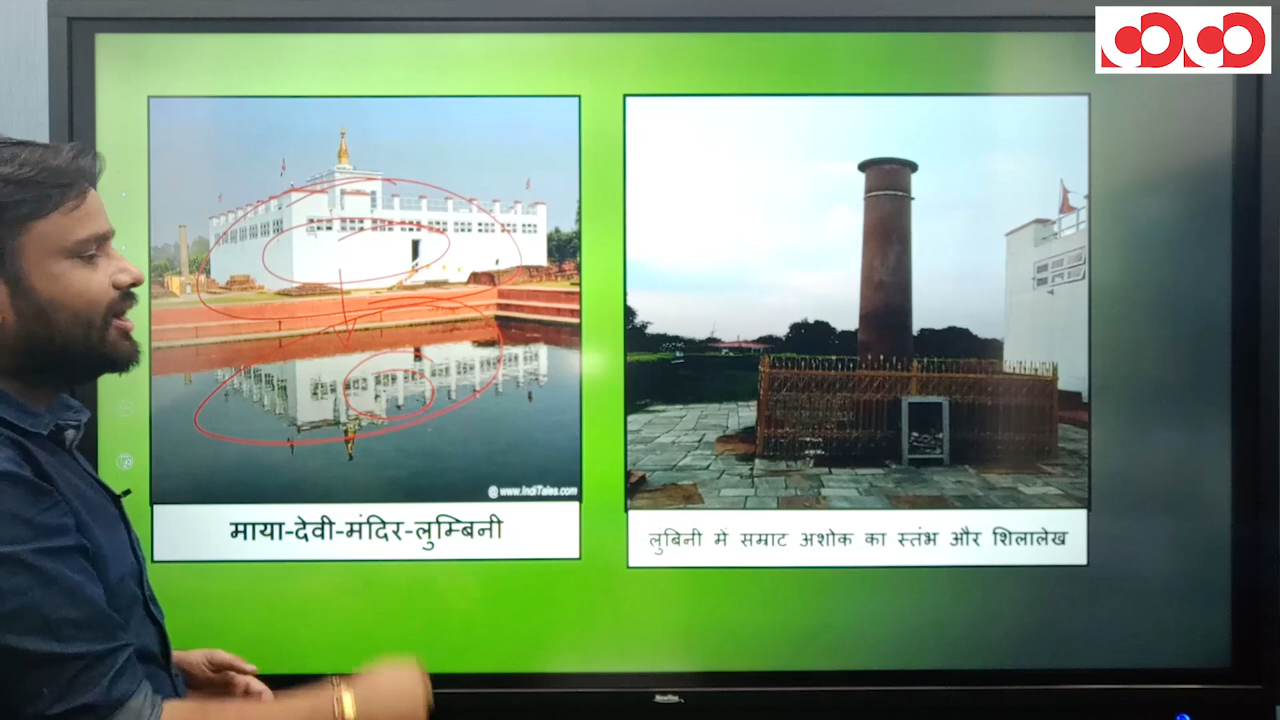 @ www.IndiTales.com
माया-देवी-मंदिर-लुम्बिनी
लुबिनी में सम्राट अशोक का स्तंभ और शिलालेख